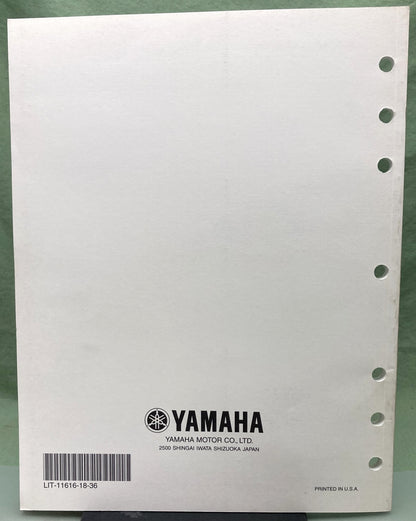 YAMAHA
YAMAHA MOTOR CO., LTD.
2500 SHINGAI IWATA SHIZUOKA JAPAN
LIT-11616-18-36
PRINTED IN U.S.A.